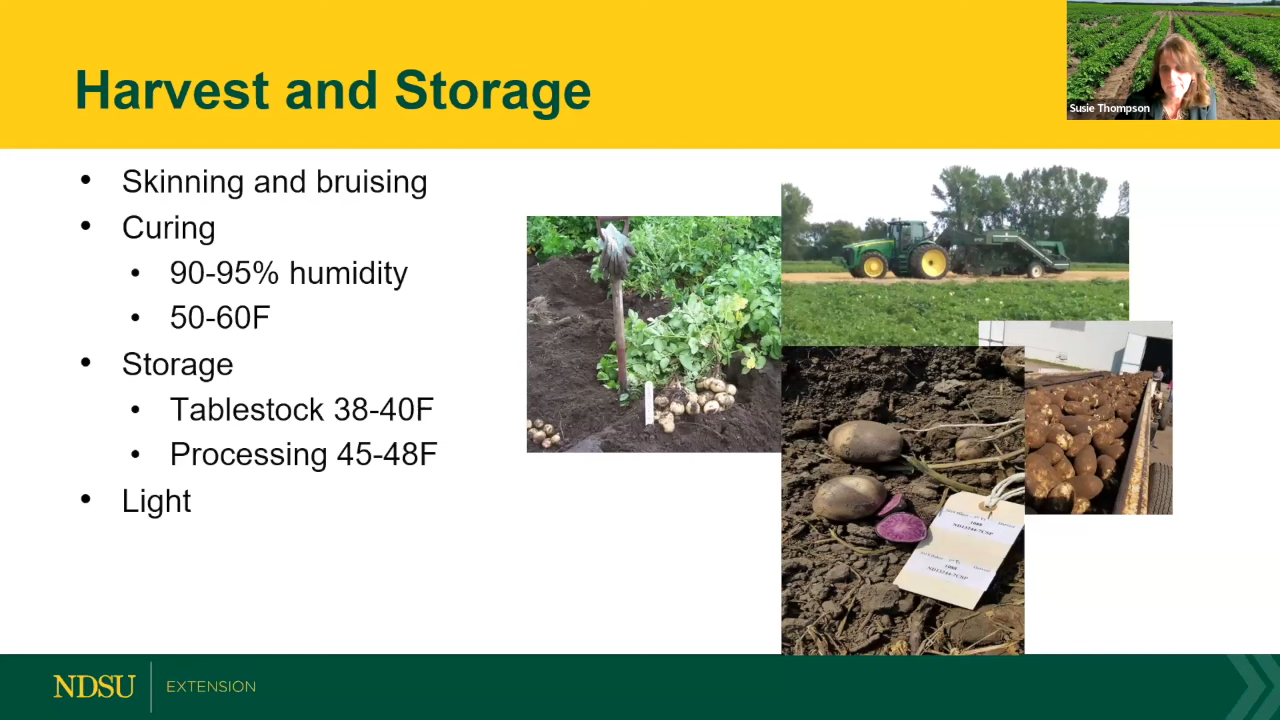 Harvest and Storage
Susie Thompson
• Skinning and bruising
• Curing
• 90-95% humidity
• 50-60F
• Storage
• Tablestock 38-40F
• Processing 45-48F
• Light
NDSU EXTENSION